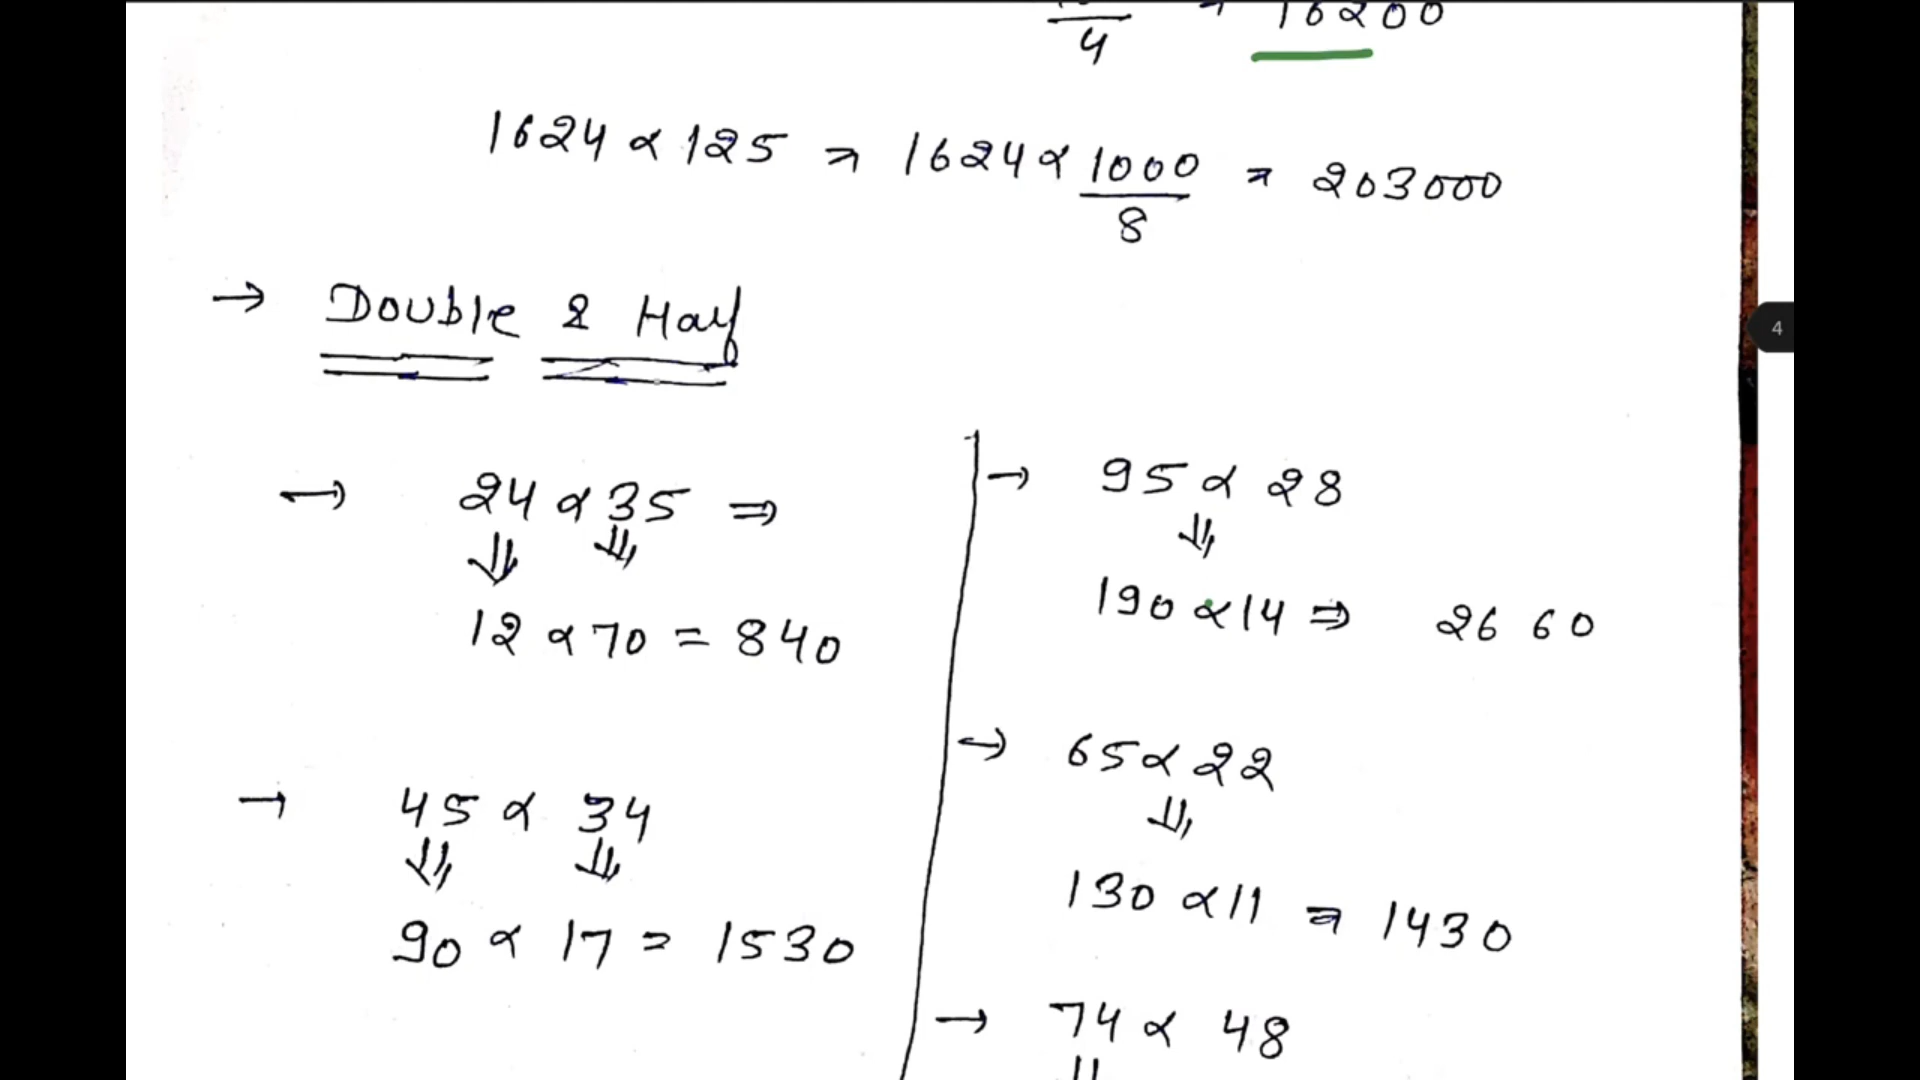 4 = 16200
1624 × 125 = 1624 × 1000/8 = 203000
→ Double & Half
→ 24 × 35 ⇒
12 × 70 = 840
→ 45 × 34
90 × 17 = 1530
→ 95 × 28
190 × 14 ⇒ 2660
→ 65 × 22
130 × 11 = 1430
→ 74 × 48
4